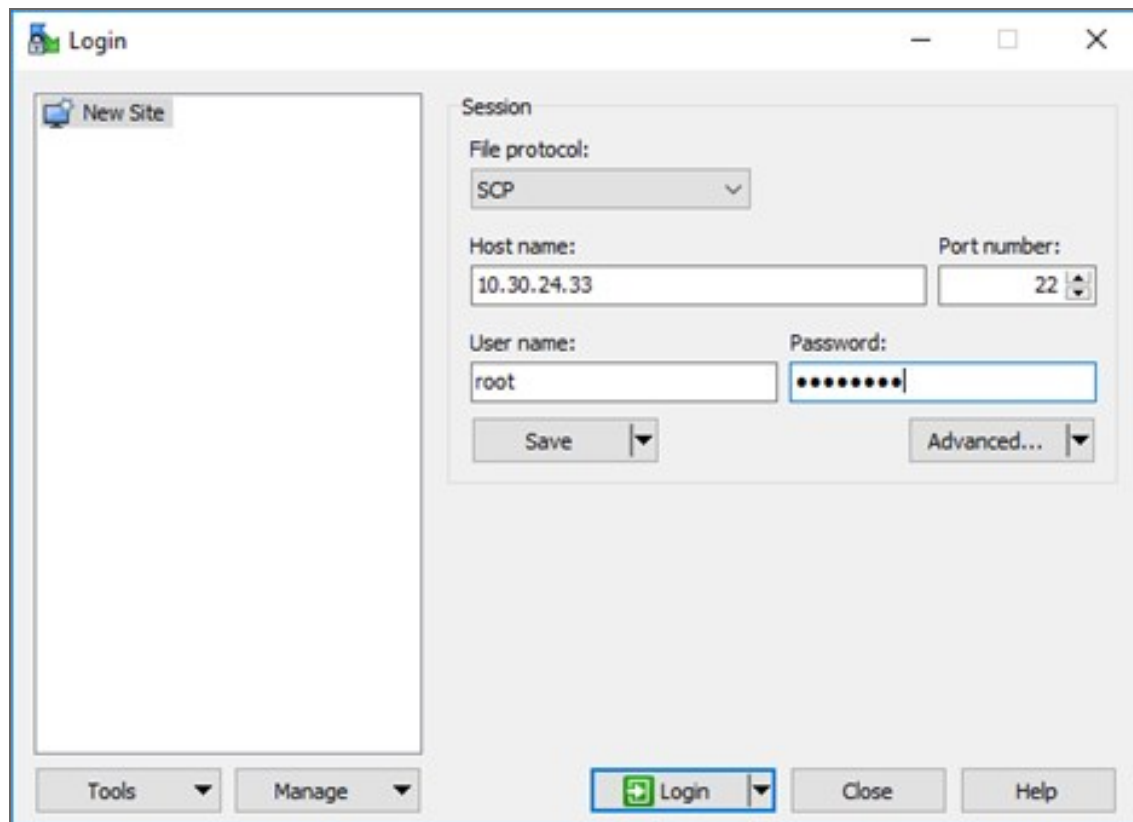 Login
New Site
Session
File protocol:
SCP
Host name:
Port number:
10.30.24.33
22
User name:
Password:
root
••••••••
Save
Advanced...
Tools
Manage
Login
Close
Help